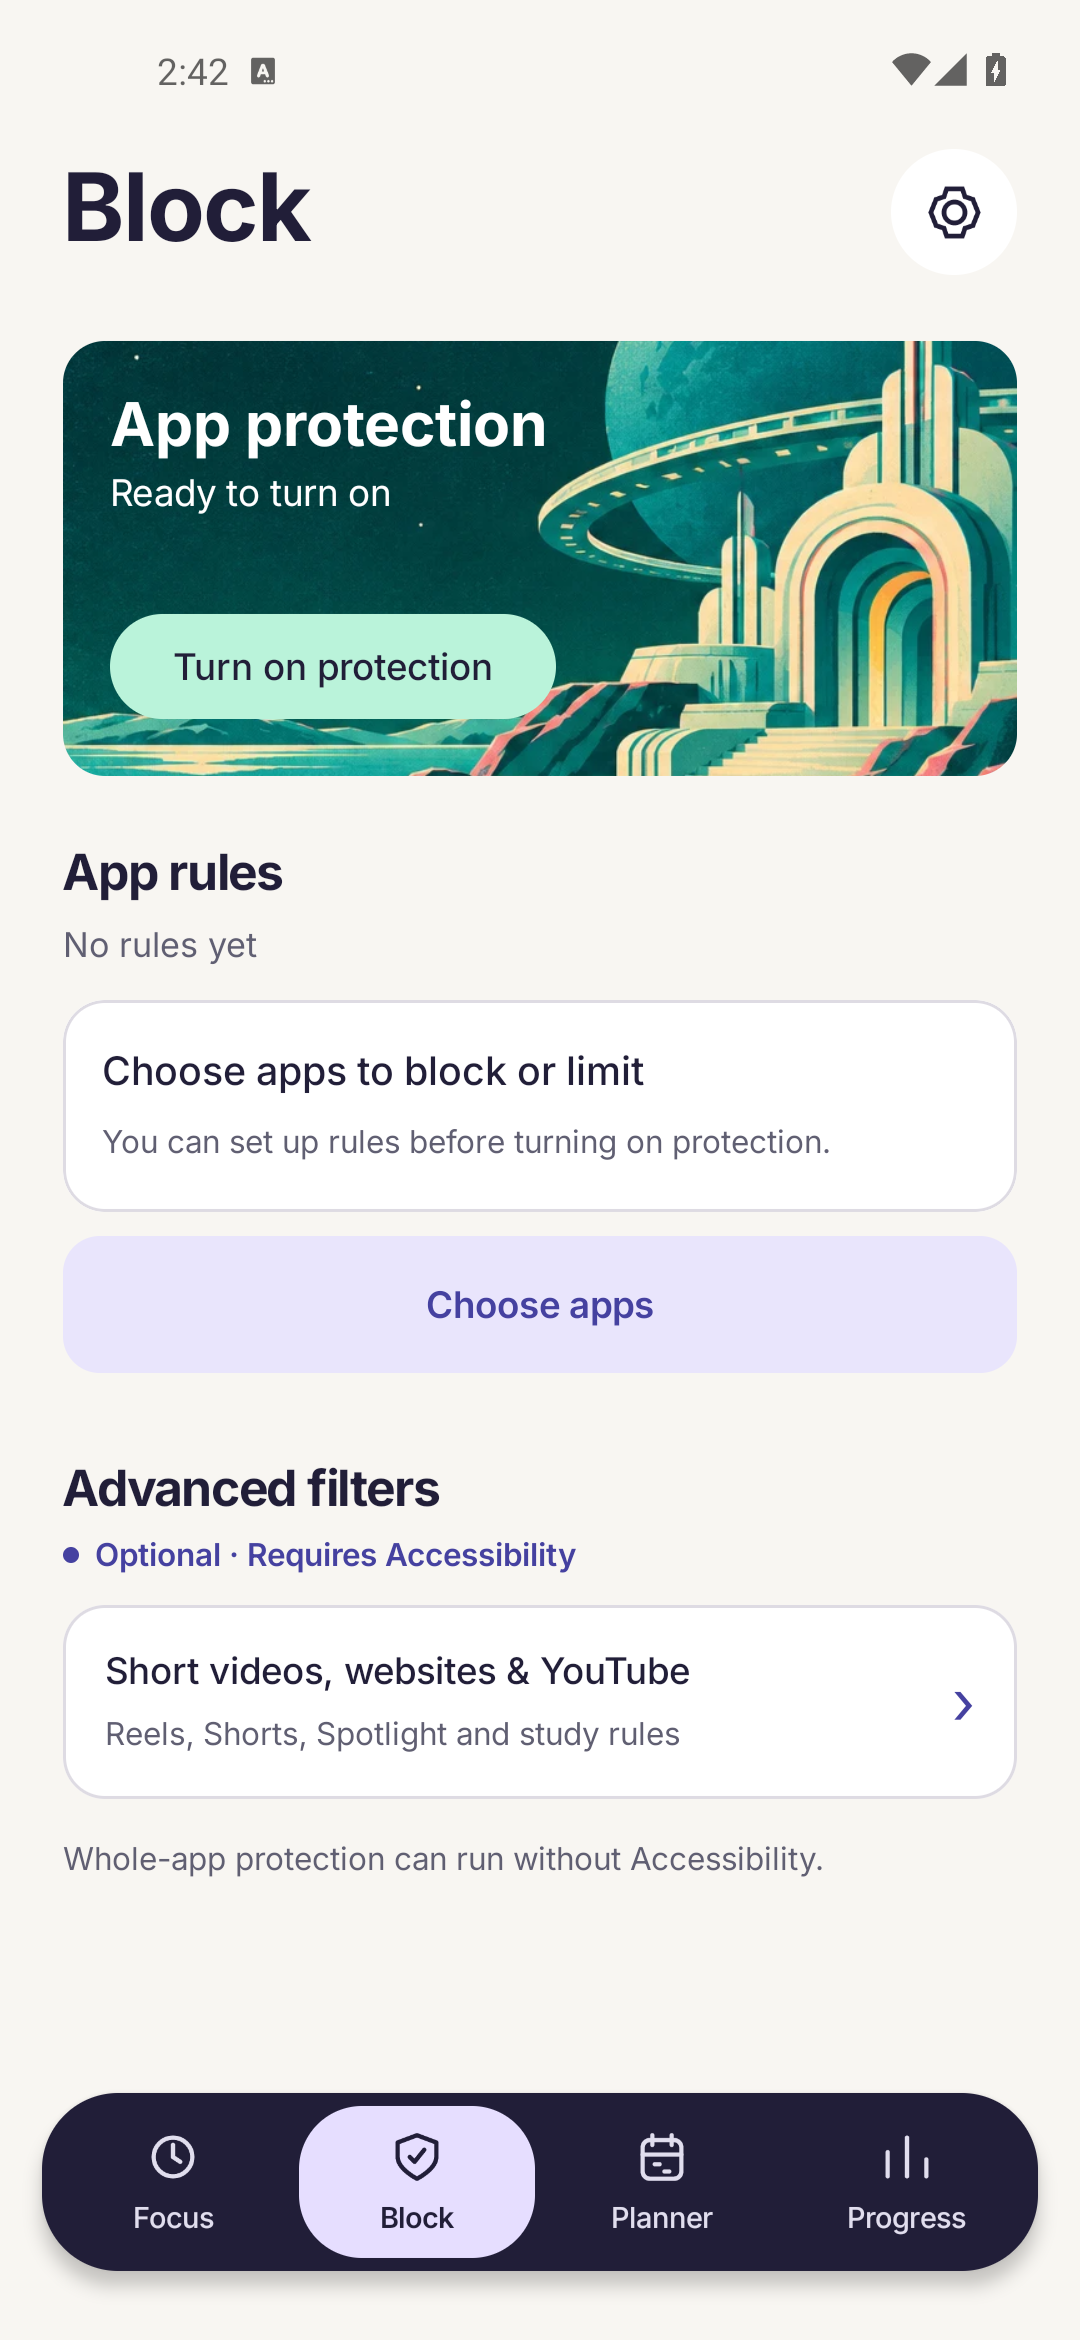 2:42
A
Block
App protection
Ready to turn on
Turn on protection
App rules
No rules yet
Choose apps to block or limit
You can set up rules before turning on protection.
Choose apps
Advanced filters
Optional · Requires Accessibility
Short videos, websites & YouTube
Reels, Shorts, Spotlight and study rules
Whole-app protection can run without Accessibility.
Focus
Block
Planner
Progress